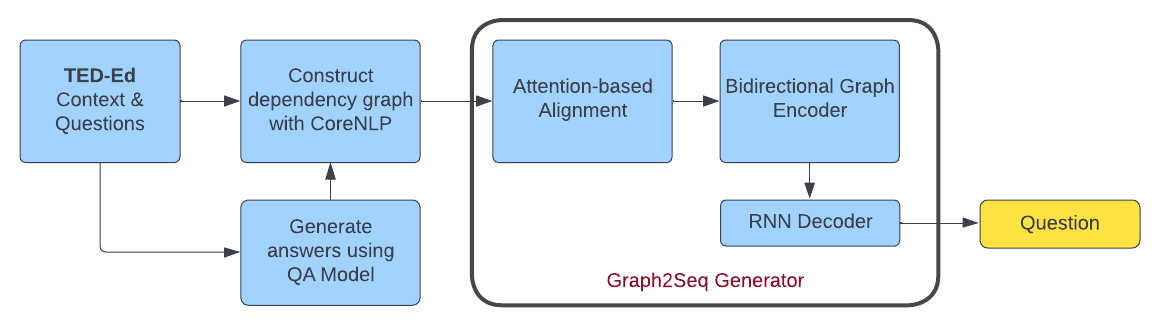 TED-Ed
Context &
Questions
Construct
dependency graph
with CoreNLP
Generate
answers using
QA Model
Attention-based
Alignment
Bidirectional Graph
Encoder
RNN Decoder
Graph2Seq Generator
Question